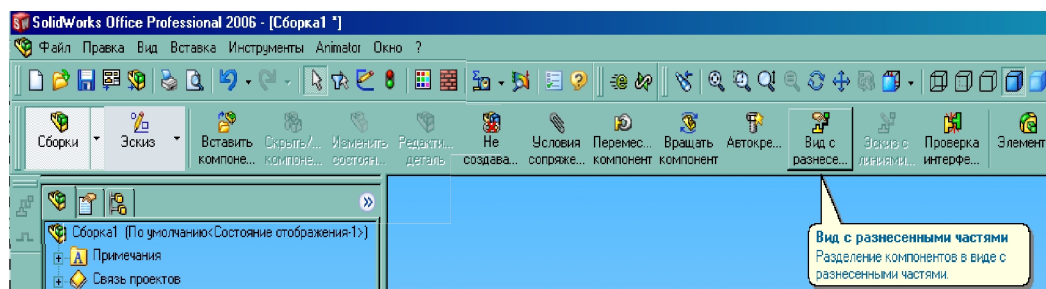 SolidWorks Office Professional 2006 - [Сборка1 *]
Файл Правка Вид Вставка Инструменты Animator Окно ?
Сборки Эскиз Вставить компоне... Скрыть/... компоне... Изменить состоян... Редакти... деталь Не создава... Условия сопряже... Перемес... компонент Вращать компонент Автокре... Вид с разнесе... Эскиз с линиями... Проверка интерфе... Элемент
Сборка1 (По умолчанию<Состояние отображения-1>)
Примечания
Связь проектов
Вид с разнесенными частями
Разделение компонентов в виде с
разнесенными частями.